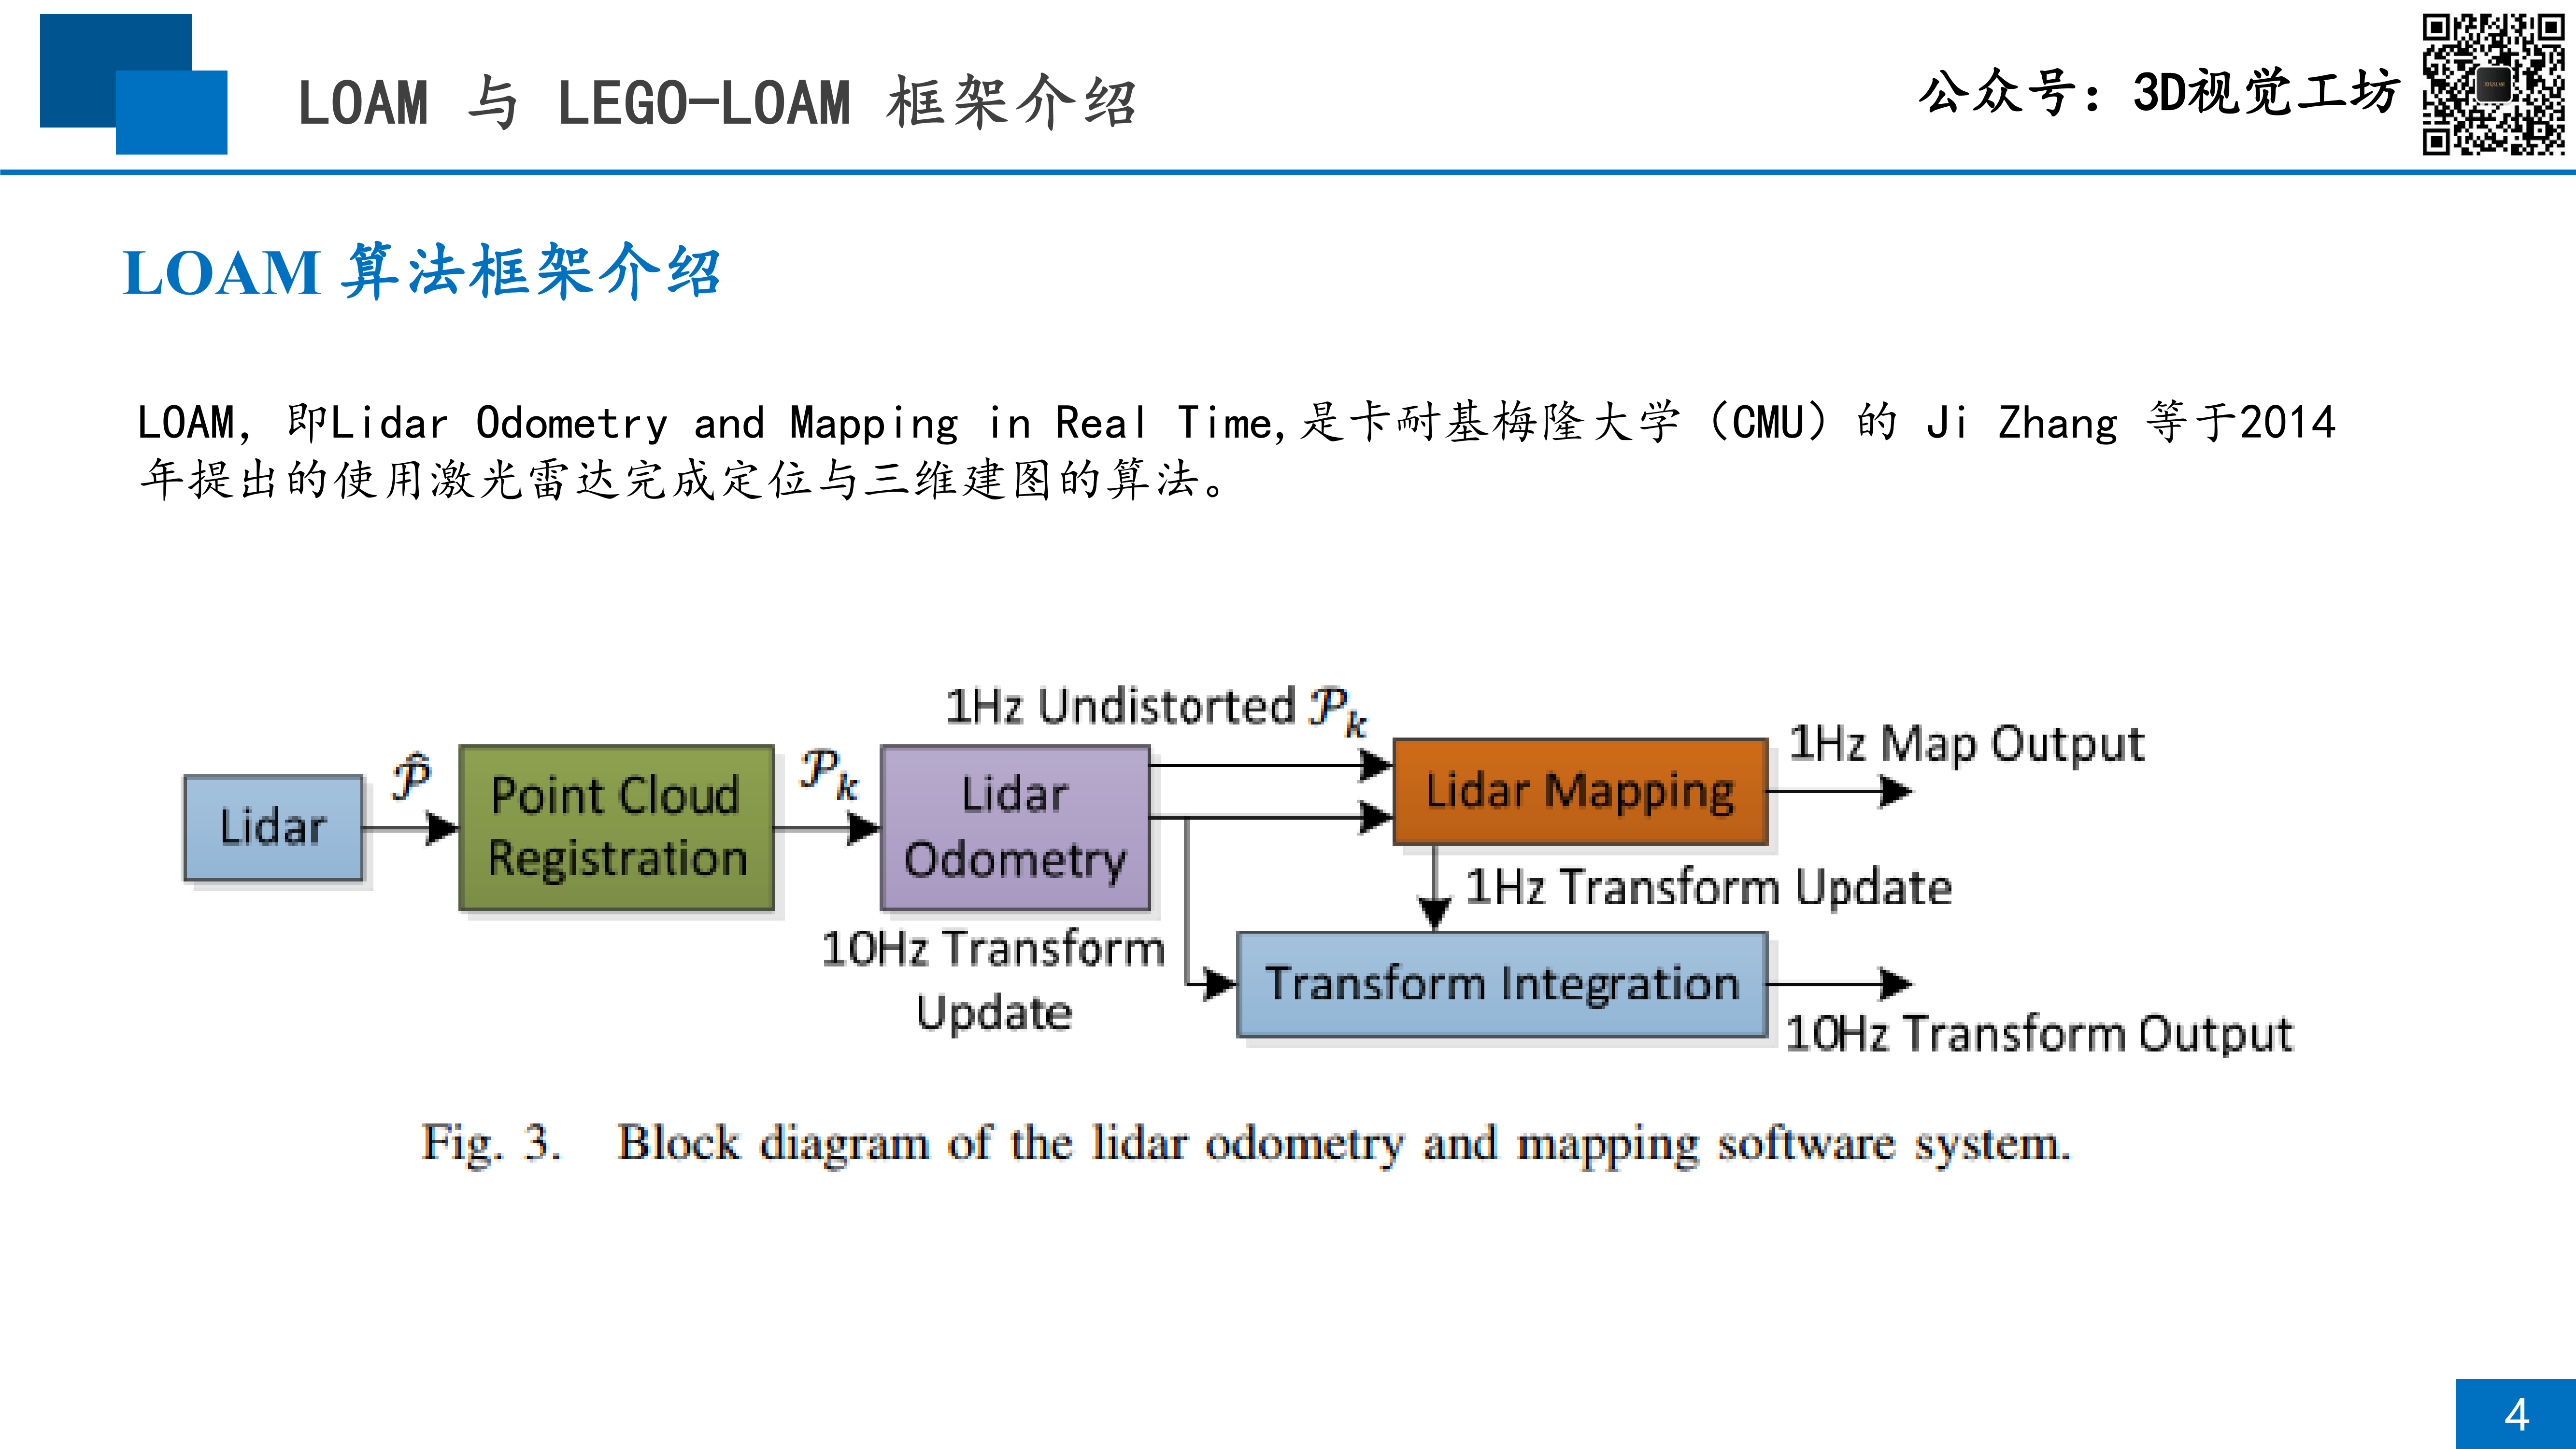 LOAM 与 LEGO-LOAM 框架介绍
公众号：3D视觉工坊
LOAM 算法框架介绍
LOAM, 即Lidar Odometry and Mapping in Real Time,是卡耐基梅隆大学（CMU）的 Ji Zhang 等于2014
年提出的使用激光雷达完成定位与三维建图的算法。
Lidar
P̂
Point Cloud
Registration
Pk
Lidar
Odometry
1Hz Undistorted Pk
10Hz Transform
Update
Lidar Mapping
1Hz Map Output
1Hz Transform Update
Transform Integration
10Hz Transform Output
Fig. 3. Block diagram of the lidar odometry and mapping software system.
4